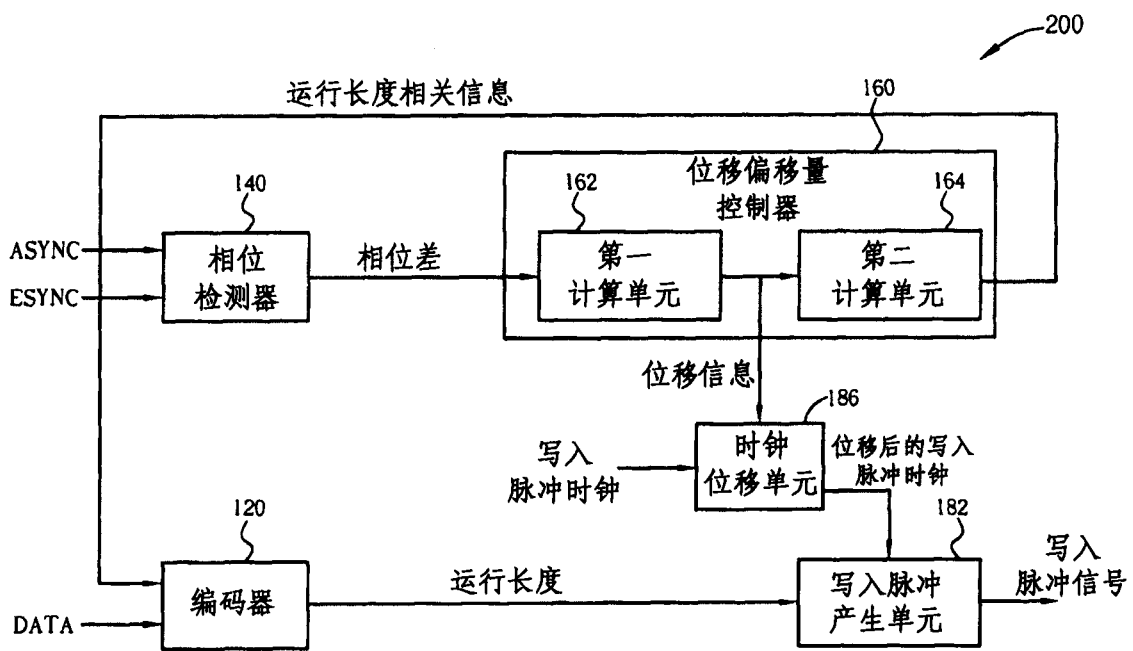 200
运行长度相关信息
160
位移偏移量
控制器
140
162
164
ASYNC
ESYNC
相位
检测器
相位差
第一
计算单元
第二
计算单元
位移信息
186
写入
脉冲时钟
时钟
位移单元
位移后的写入
脉冲时钟
120
182
DATA
编码器
运行长度
写入脉冲
产生单元
写入
脉冲信号